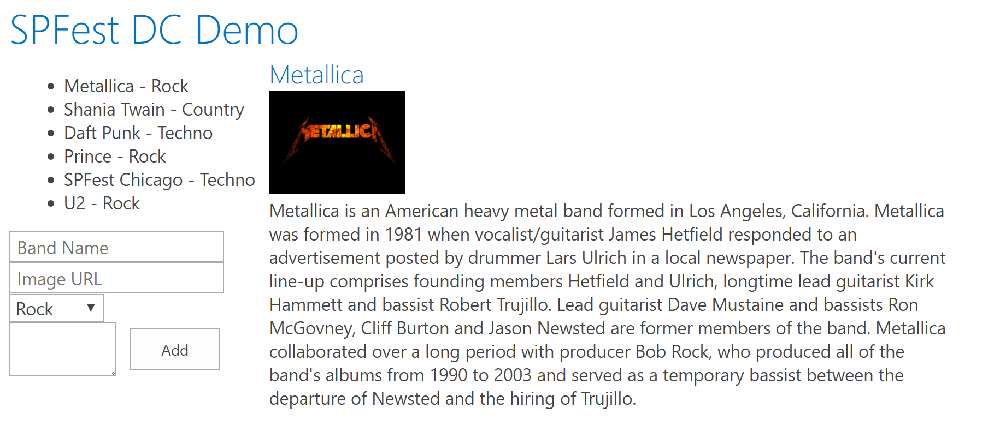 SPFest DC Demo
Metallica - Rock
Shania Twain - Country
Daft Punk - Techno
Prince - Rock
SPFest Chicago - Techno
U2 - Rock
Band Name
Image URL
Rock
Add
Metallica
METALLICA
Metallica is an American heavy metal band formed in Los Angeles, California. Metallica
was formed in 1981 when vocalist/guitarist James Hetfield responded to an
advertisement posted by drummer Lars Ulrich in a local newspaper. The band's current
line-up comprises founding members Hetfield and Ulrich, longtime lead guitarist Kirk
Hammett and bassist Robert Trujillo. Lead guitarist Dave Mustaine and bassists Ron
McGovney, Cliff Burton and Jason Newsted are former members of the band. Metallica
collaborated over a long period with producer Bob Rock, who produced all of the
band's albums from 1990 to 2003 and served as a temporary bassist between the
departure of Newsted and the hiring of Trujillo.